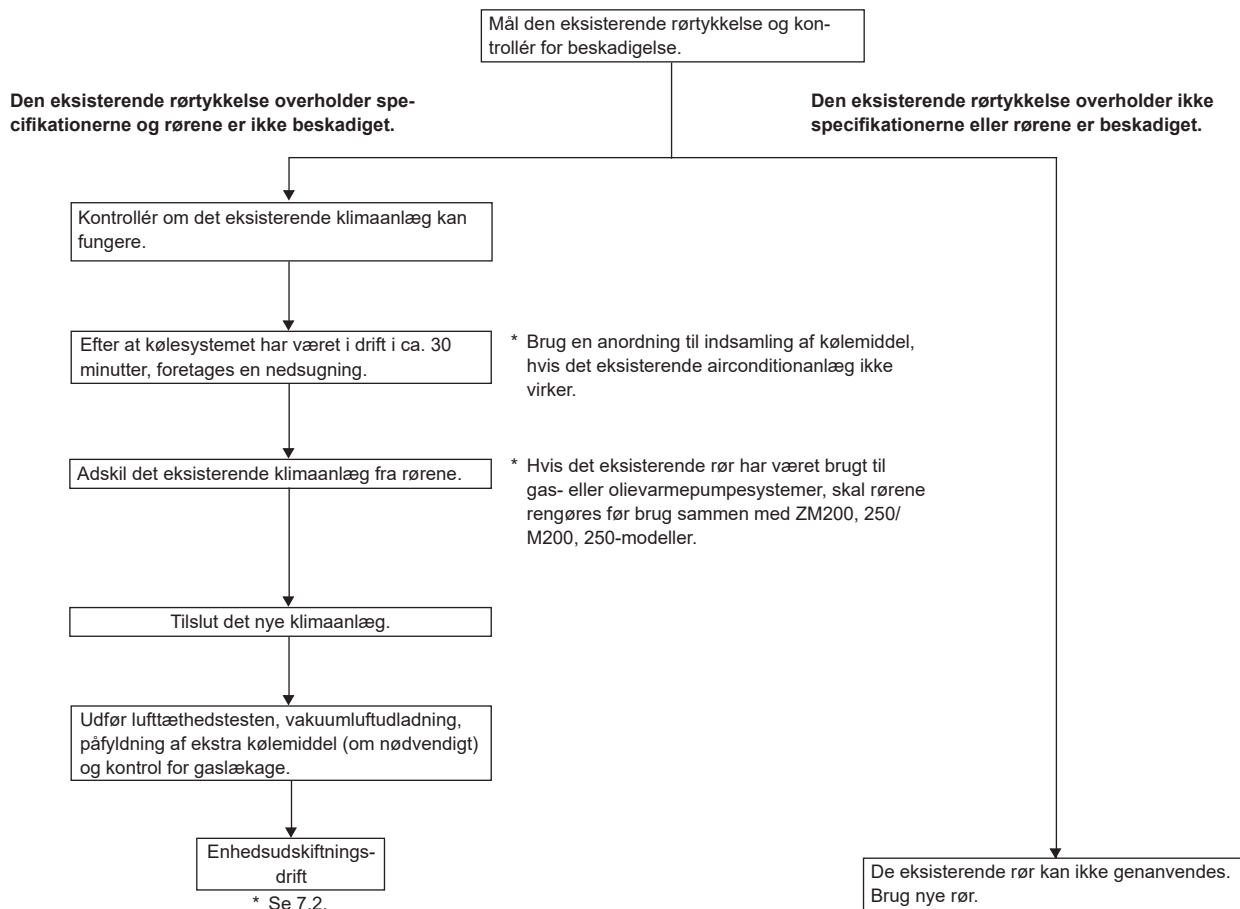 Mål den eksisterende rørtykkelse og kon-
trollér for beskadigelse.
Den eksisterende rørtykkelse overholder spe-
cifikationerne og rørene er ikke beskadiget.
Den eksisterende rørtykkelse overholder ikke
specifikationerne eller rørene er beskadiget.
Kontrollér om det eksisterende klimaanlæg kan
fungere.
Efter at kølesystemet har været i drift i ca. 30
minutter, foretages en nedsugning.
* Brug en anordning til indsamling af kølemiddel,
hvis det eksisterende airconditionanlæg ikke
virker.
Adskil det eksisterende klimaanlæg fra rørene.
* Hvis det eksisterende rør har været brugt til
gas- eller olievarmepumpesystemer, skal rørene
rengøres før brug sammen med ZM200, 250/
M200, 250-modeller.
Tilslut det nye klimaanlæg.
Udfør lufttæthedstesten, vakuumluftudladning,
påfyldning af ekstra kølemiddel (om nødvendigt)
og kontrol for gaslækage.
Enhedsudskiftnings-
drift
* Se 7.2.
De eksisterende rør kan ikke genanvendes.
Brug nye rør.